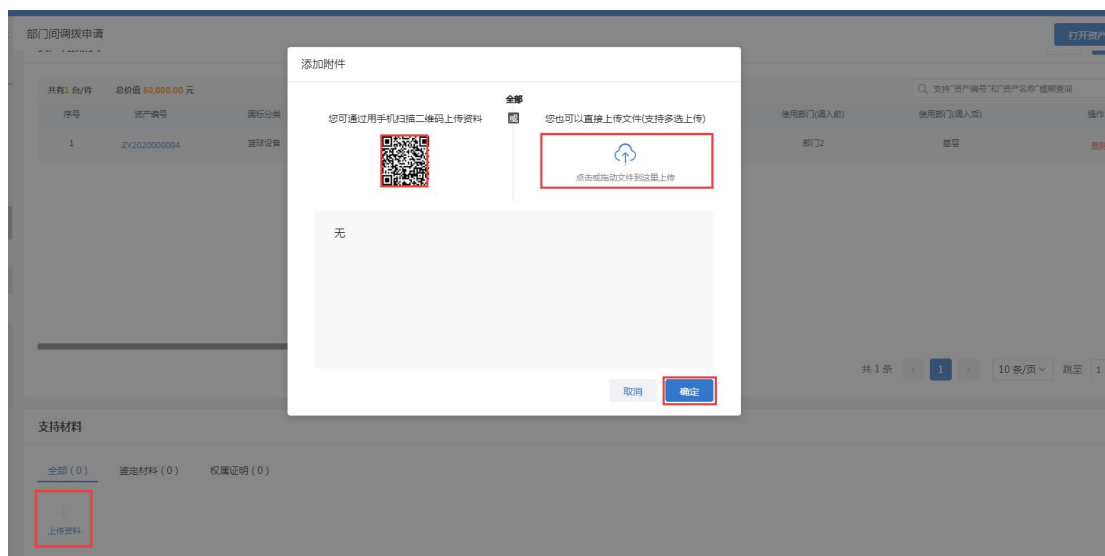 部门间调拨申请
打开资产
添加附件
共有1 台/件 总价值 60,000.00 元
支持"资产编号"和"资产名称"模糊查询
全部
序号 资产编号 国标分类
您可通过用手机扫描二维码上传资料
或
您也可以直接上传文件(支持多选上传)
使用部门(调入前) 使用部门(调入后) 操作
1 ZY2020000004 篮球设备
部门2 基层
点击或拖动文件到这里上传
无
共 1 条 1 10 条/页 跳至 1
取消 确定
支持材料
全部 ( 0 ) 鉴定材料 ( 0 ) 权属证明 ( 0 )
上传资料